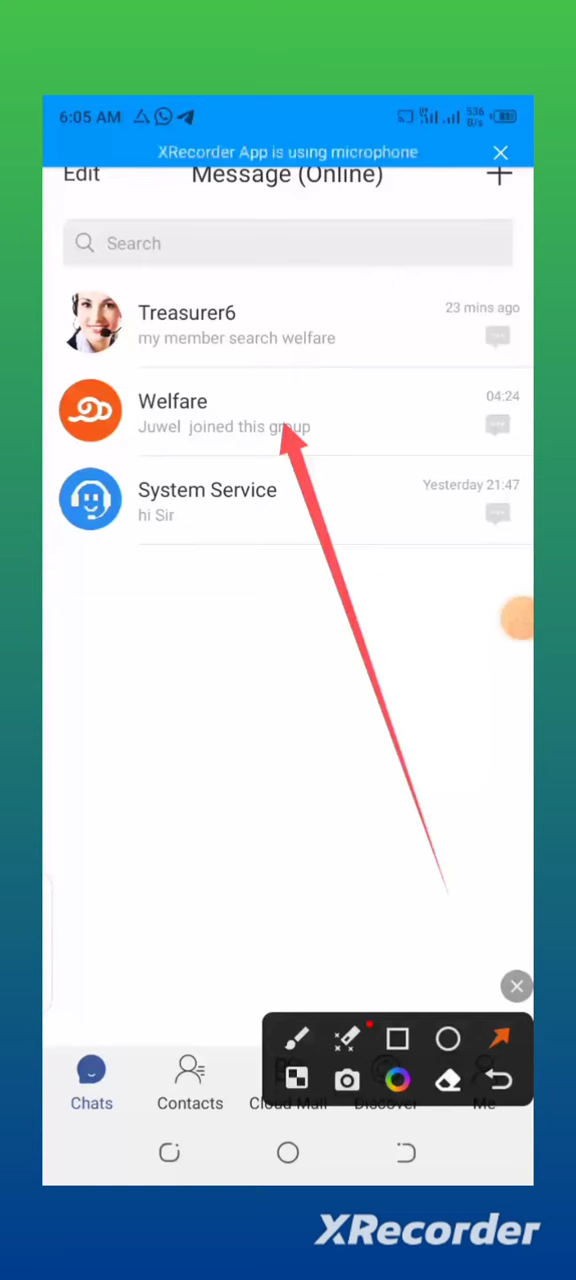 6:05 AM
536 B/s
XRecorder App is using microphone
Edit
Message (Online)
Search
Treasurer6
23 mins ago
my member search welfare
Welfare
04:24
Juwel joined this group
System Service
Yesterday 21:47
hi Sir
Chats
Contacts
Cloud Mall
Discover
Me
XRecorder